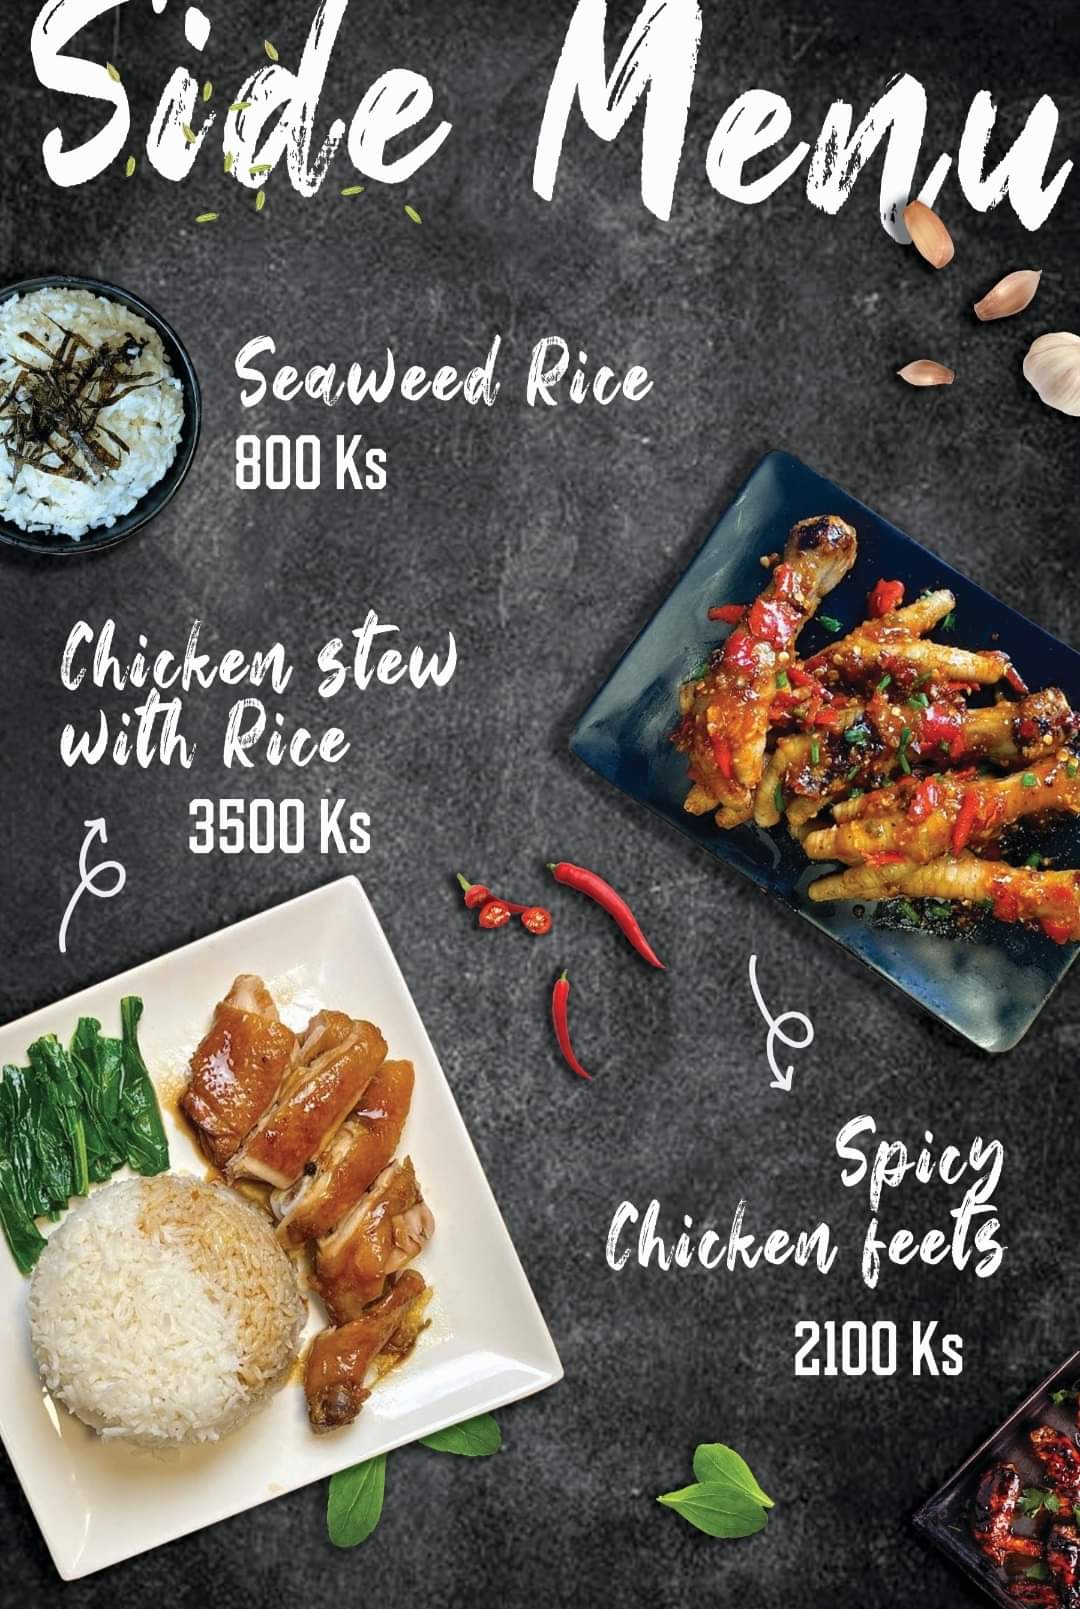 Side Menu
Seaweed Rice
800 Ks
Chicken stew
with Rice
3500 Ks
Spicy
Chicken feets
2100 Ks